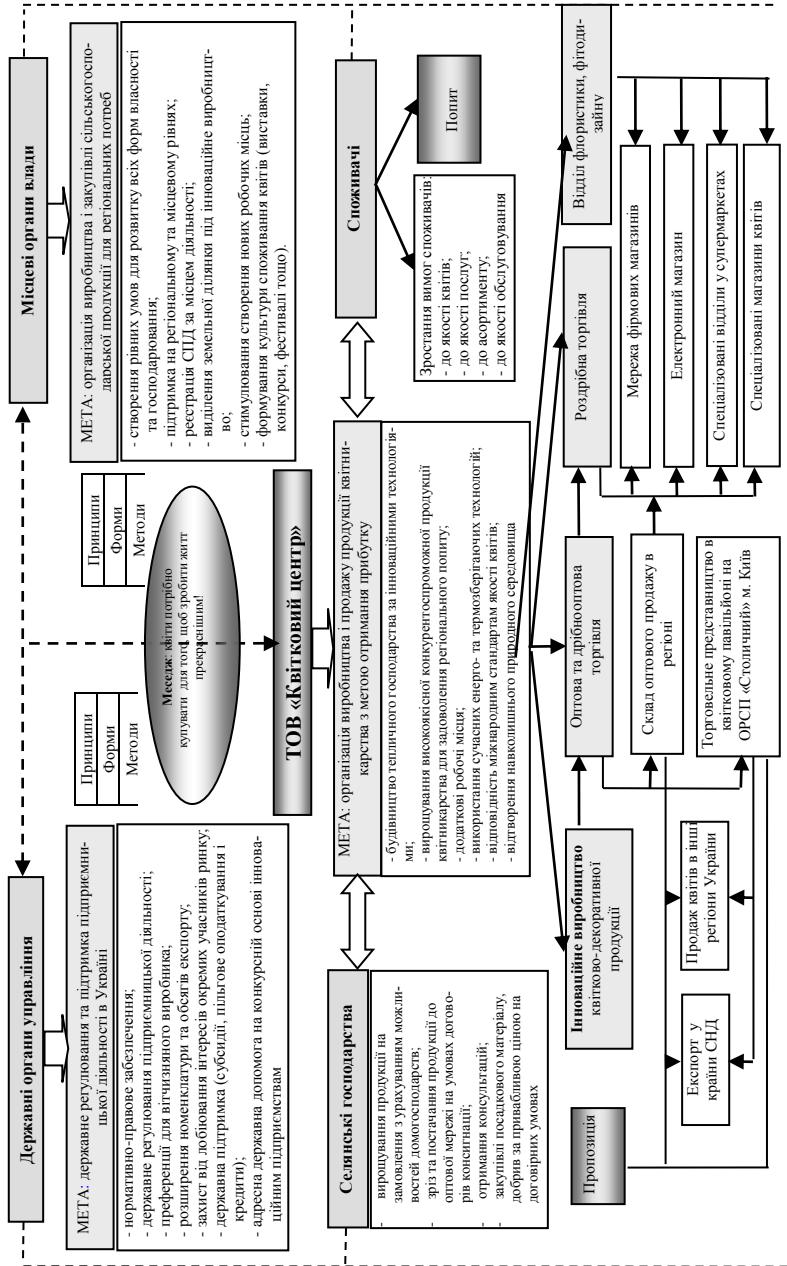 Державні органи управління
МЕТА: державне регулювання та підтримка підприємни-
цької діяльності в Україні
- нормативно-правове забезпечення;
- державне регулювання підприємницької діяльності;
- преференції для вітчизняного виробника;
- розширення номенклатури та обсягів експорту;
- захист від лобіювання інтересів окремих учасників ринку;
- державна підтримка (субсидії, пільгове оподаткування і
кредити);
- адресна державна допомога на конкурсній основі іннова-
ційним підприємствам
Принципи
Форми
Методи
Принципи
Форми
Методи
Меседж: квіти потрібно
купувати для того, щоб зробити житт
прекраснішим!
ТОВ «Квітковий центр»
Місцеві органи влади
МЕТА: організація виробництва і закупівлі сільськогоспо-
дарської продукції для регіональних потреб
- створення рівних умов для розвитку всіх форм власності
та господарювання;
- підтримка на регіональному та місцевому рівнях;
- реєстрація СПД за місцем діяльності;
- виділення земельної ділянки під інноваційне виробницт-
во;
- стимулювання створення нових робочих місць;
- формування культури споживання квітів (виставки,
конкурси, фестивалі тощо).
Селянські господарства
- вирощування продукції на
замовлення з урахуванням можли-
востей домогосподарств;
- зріз та постачання продукції до
оптової мережі на умовах догово-
рів консигнації;
- отримання консультацій;
- закупівлі посадкового матеріалу,
добрив за привабливою ціною на
договірних умовах
МЕТА: організація виробництва і продажу продукції квітни-
карства з метою отримання прибутку
- будівництво тепличного господарства за інноваційними технологія-
ми;
- вирощування високоякісної конкурентоспроможної продукції
квітникарства для задоволення регіонального попиту;
- додаткові робочі місця;
- використання сучасних енерго- та термозберігаючих технологій;
- відповідність міжнародним стандартам якості квітів;
- відтворення навколишнього природного середовища
Споживачі
Зростання вимог споживачів:
- до якості квітів;
- до якості послуг;
- до асортименту;
- до якості обслуговування
Попит
Пропозиція
Інноваційне виробництво
квітково-декоративної
продукції
Оптова та дрібнооптова
торгівля
Роздрібна торгівля
Відділ флористики, фітоди-
зайну
Експорт у
країни СНД
Продаж квітів в інші
регіони України
Склад оптового продажу в
регіоні
Торговельне представництво в
квітковому павільйоні на
ОРСП «Столичний» м. Київ
Мережа фірмових магазинів
Електронний магазин
Спеціалізовані відділи у супермаркетах
Спеціалізовані магазини квітів